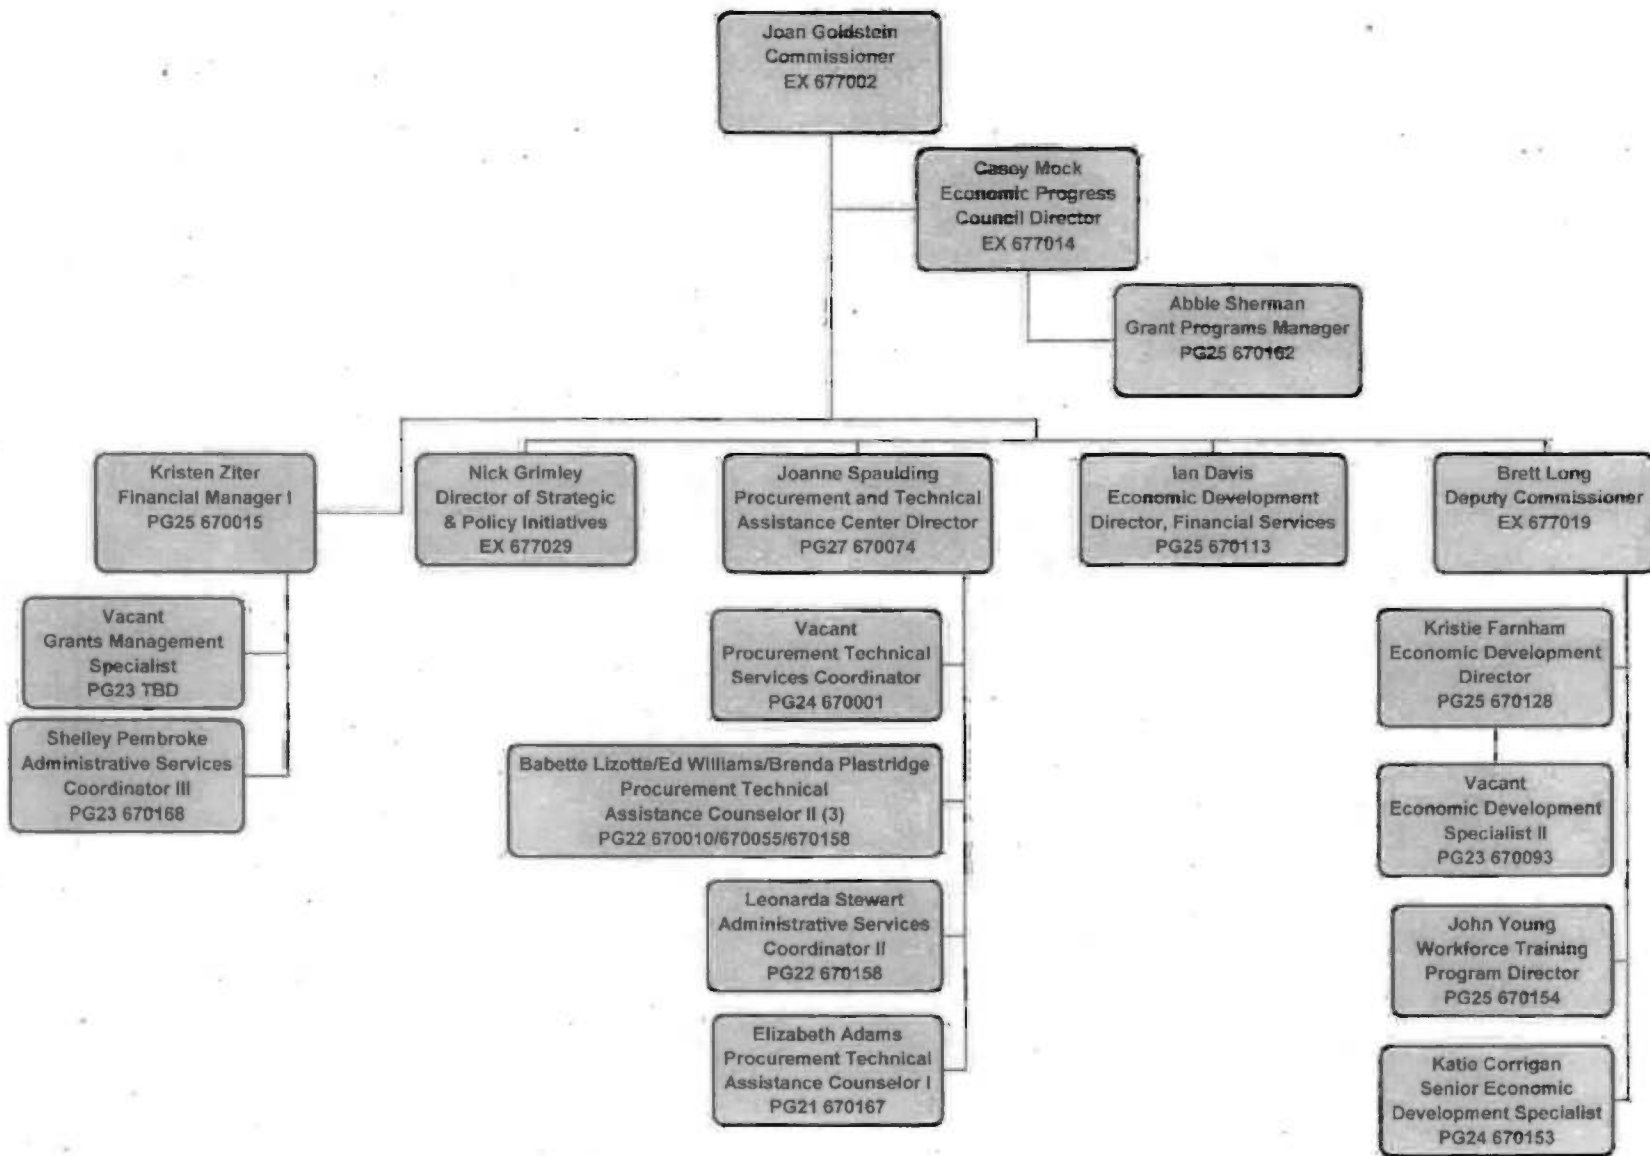 Joan Goldstein
Commissioner
EX 677002
Casey Mock
Economic Progress
Council Director
EX 677014
Abbie Sherman
Grant Programs Manager
PG25 670162
Kristen Ziter
Financial Manager I
PG25 670015
Nick Grimley
Director of Strategic
& Policy Initiatives
EX 677029
Joanne Spaulding
Procurement and Technical
Assistance Center Director
PG27 670074
Ian Davis
Economic Development
Director, Financial Services
PG25 670113
Brett Long
Deputy Commissioner
EX 677019
Vacant
Grants Management
Specialist
PG23 TBD
Shelley Pembroke
Administrative Services
Coordinator III
PG23 670168
Vacant
Procurement Technical
Services Coordinator
PG24 670001
Babette Lizotte/Ed Williams/Brenda Plastridge
Procurement Technical
Assistance Counselor II (3)
PG22 670010/670055/670158
Leonarda Stewart
Administrative Services
Coordinator II
PG22 670158
Elizabeth Adams
Procurement Technical
Assistance Counselor I
PG21 670167
Kristie Farnham
Economic Development
Director
PG25 670128
Vacant
Economic Development
Specialist II
PG23 670093
John Young
Workforce Training
Program Director
PG25 670154
Katie Corrigan
Senior Economic
Development Specialist
PG24 670153